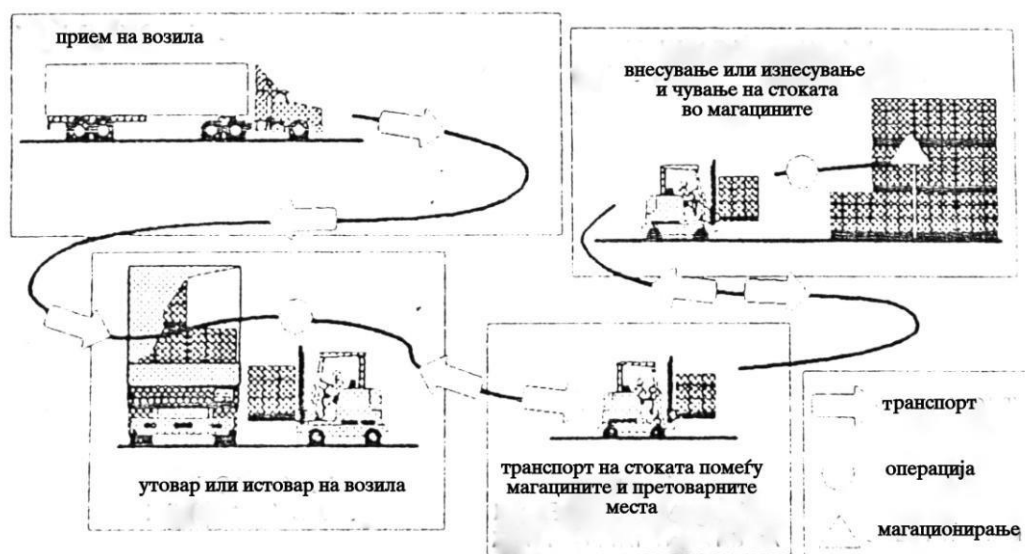 прием на возила
внесување или изнесување
и чување на стоката
во магацините
утовар или истовар на возила
транспорт на стоката помеѓу
магацините и претоварните
места
транспорт
операција
магационирање